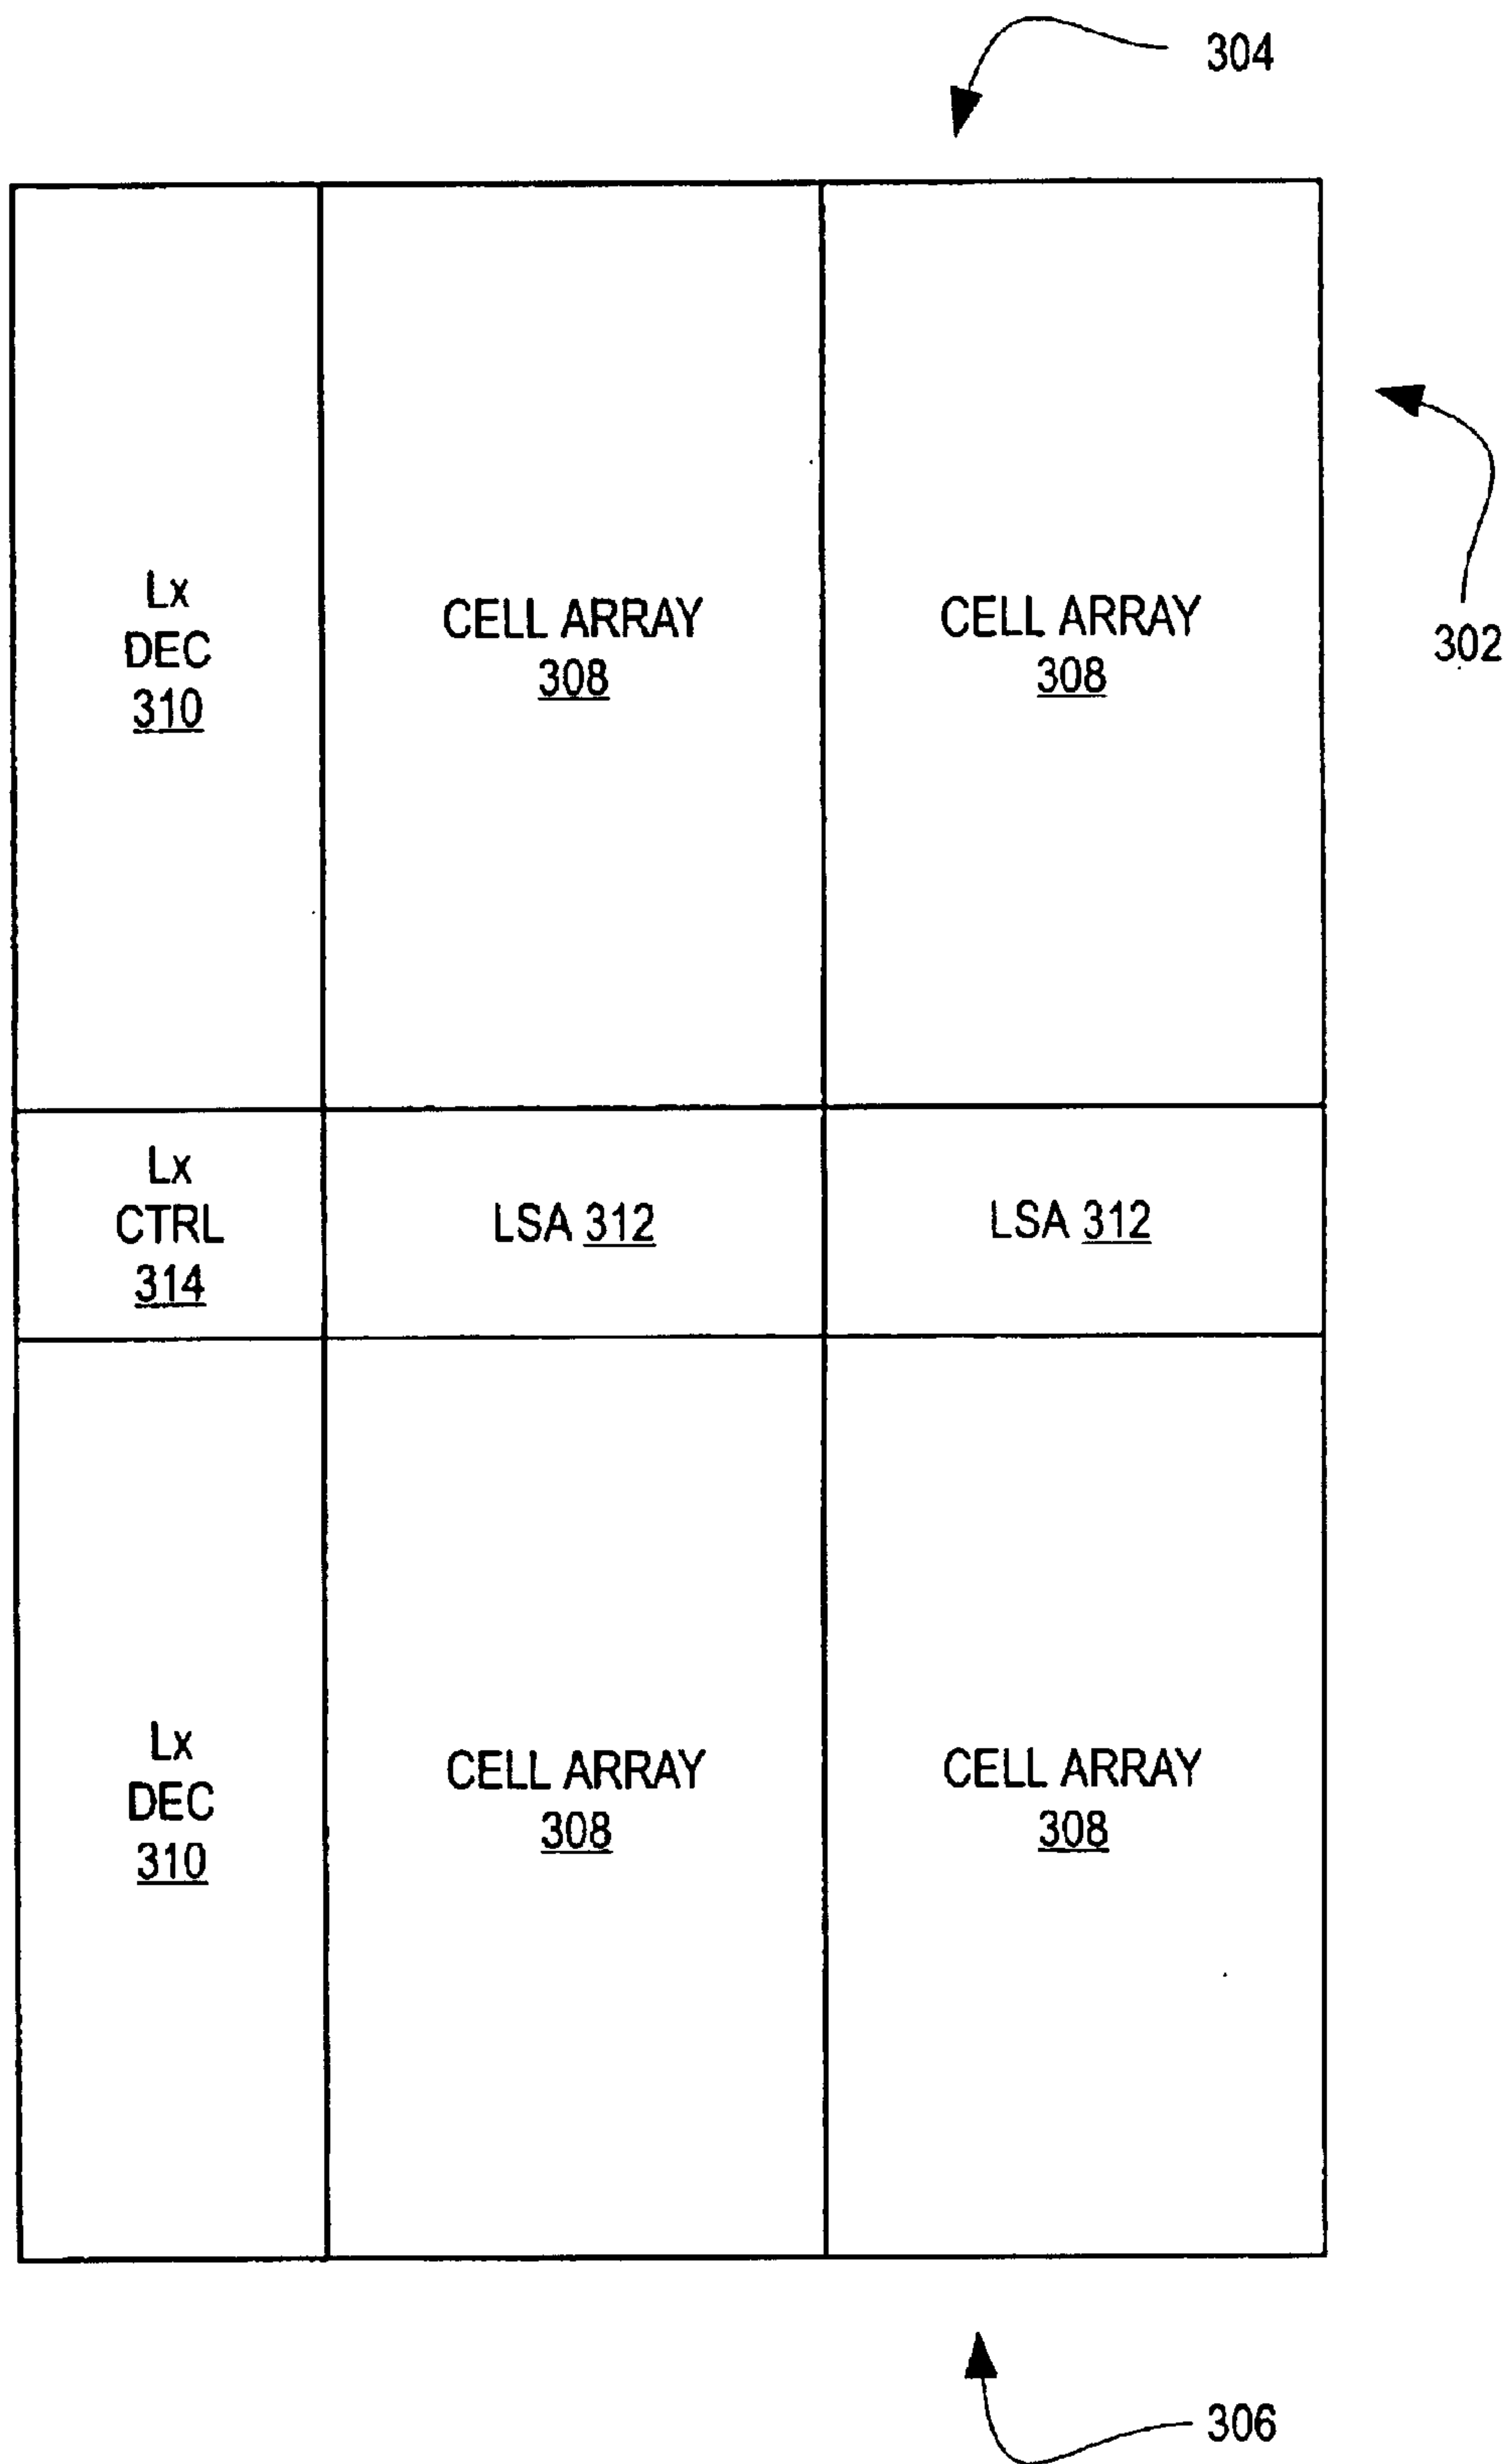 304
302
Lx
DEC
310
CELL ARRAY
308
CELL ARRAY
308
Lx
CTRL
314
LSA 312
LSA 312
Lx
DEC
310
CELL ARRAY
308
CELL ARRAY
308
306